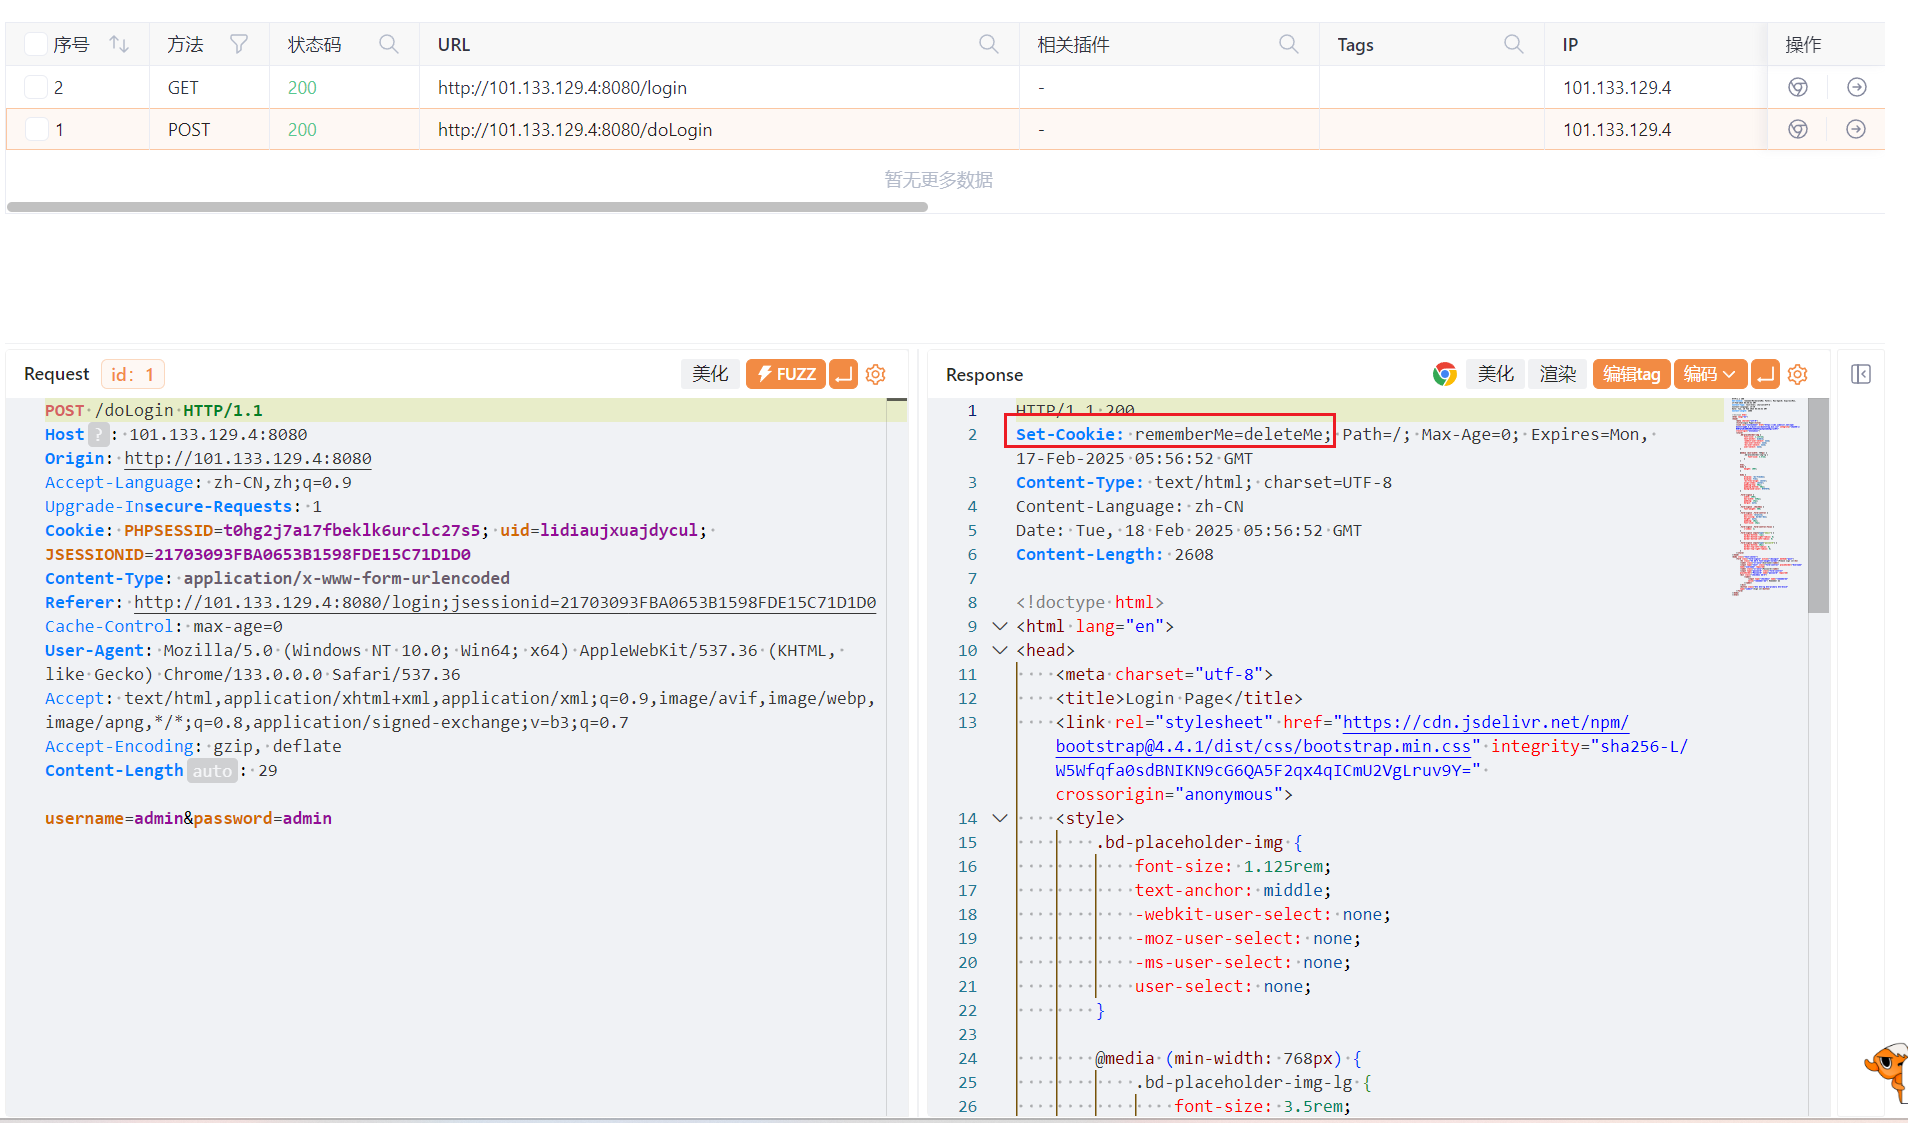 序号 方法 状态码 URL 相关插件 Tags IP 操作
2 GET 200 http://101.133.129.4:8080/login - 101.133.129.4
1 POST 200 http://101.133.129.4:8080/doLogin - 101.133.129.4
暂无更多数据
Request id: 1 美化 FUZZ
POST /doLogin HTTP/1.1
Host ? : 101.133.129.4:8080
Origin: http://101.133.129.4:8080
Accept-Language: zh-CN,zh;q=0.9
Upgrade-Insecure-Requests: 1
Cookie: PHPSESSID=t0hg2j7a17fbeklk6urclc27s5; uid=lidiaujxuajdycul;
JSESSIONID=21703093FBA0653B1598FDE15C71D1D0
Content-Type: application/x-www-form-urlencoded
Referer: http://101.133.129.4:8080/login;jsessionid=21703093FBA0653B1598FDE15C71D1D0
Cache-Control: max-age=0
User-Agent: Mozilla/5.0 (Windows NT 10.0; Win64; x64) AppleWebKit/537.36 (KHTML,
like Gecko) Chrome/133.0.0.0 Safari/537.36
Accept: text/html,application/xhtml+xml,application/xml;q=0.9,image/avif,image/webp,
image/apng,*/*;q=0.8,application/signed-exchange;v=b3;q=0.7
Accept-Encoding: gzip, deflate
Content-Length auto : 29
username=admin&password=admin
Response 美化 渲染 编辑tag 编码
1 HTTP/1.1 200
2 Set-Cookie: rememberMe=deleteMe; Path=/; Max-Age=0; Expires=Mon,
17-Feb-2025 05:56:52 GMT
3 Content-Type: text/html; charset=UTF-8
4 Content-Language: zh-CN
5 Date: Tue, 18 Feb 2025 05:56:52 GMT
6 Content-Length: 2608
7
8 <!doctype html>
9 <html lang="en">
10 <head>
11 <meta charset="utf-8">
12 <title>Login Page</title>
13 <link rel="stylesheet" href="https://cdn.jsdelivr.net/npm/
bootstrap@4.4.1/dist/css/bootstrap.min.css" integrity="sha256-L/
W5Wfqfa0sdBNIKN9cG6QA5F2qx4qICmU2VgLruv9Y="
crossorigin="anonymous">
14 <style>
15 .bd-placeholder-img {
16 font-size: 1.125rem;
17 text-anchor: middle;
18 -webkit-user-select: none;
19 -moz-user-select: none;
20 -ms-user-select: none;
21 user-select: none;
22 }
23
24 @media (min-width: 768px) {
25 .bd-placeholder-img-lg {
26 font-size: 3.5rem;